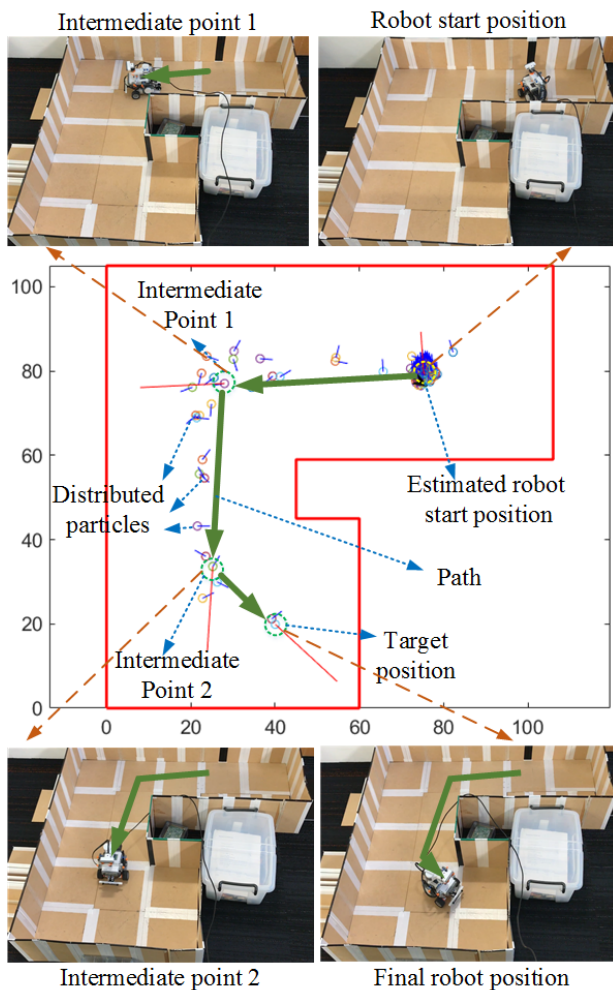 Intermediate point 1
Robot start position
100
80
60
40
20
0
Intermediate
Point 1
Distributed
particles
Estimated robot
start position
Path
Intermediate
Point 2
Target
position
0
20
40
60
80
100
Intermediate point 2
Final robot position